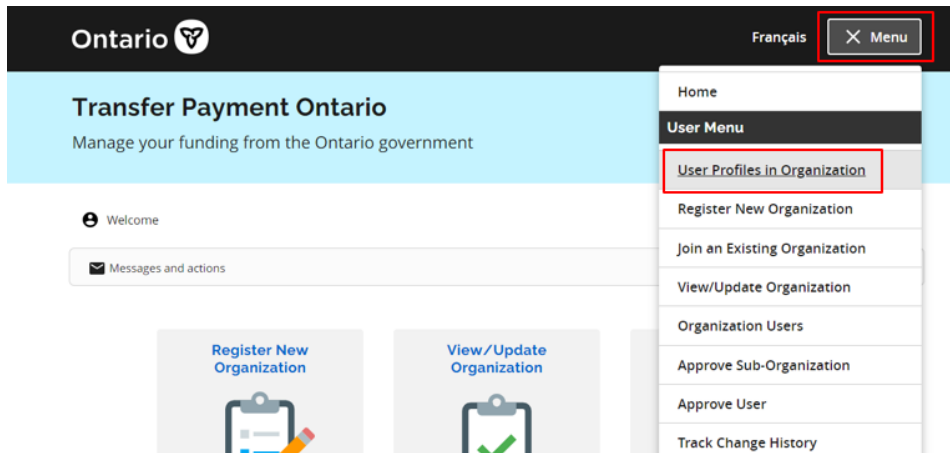 Ontario
Français
Menu
Transfer Payment Ontario
Manage your funding from the Ontario government
Welcome
Messages and actions
Register New
Organization
View/Update
Organization
Home
User Menu
User Profiles in Organization
Register New Organization
Join an Existing Organization
View/Update Organization
Organization Users
Approve Sub-Organization
Approve User
Track Change History